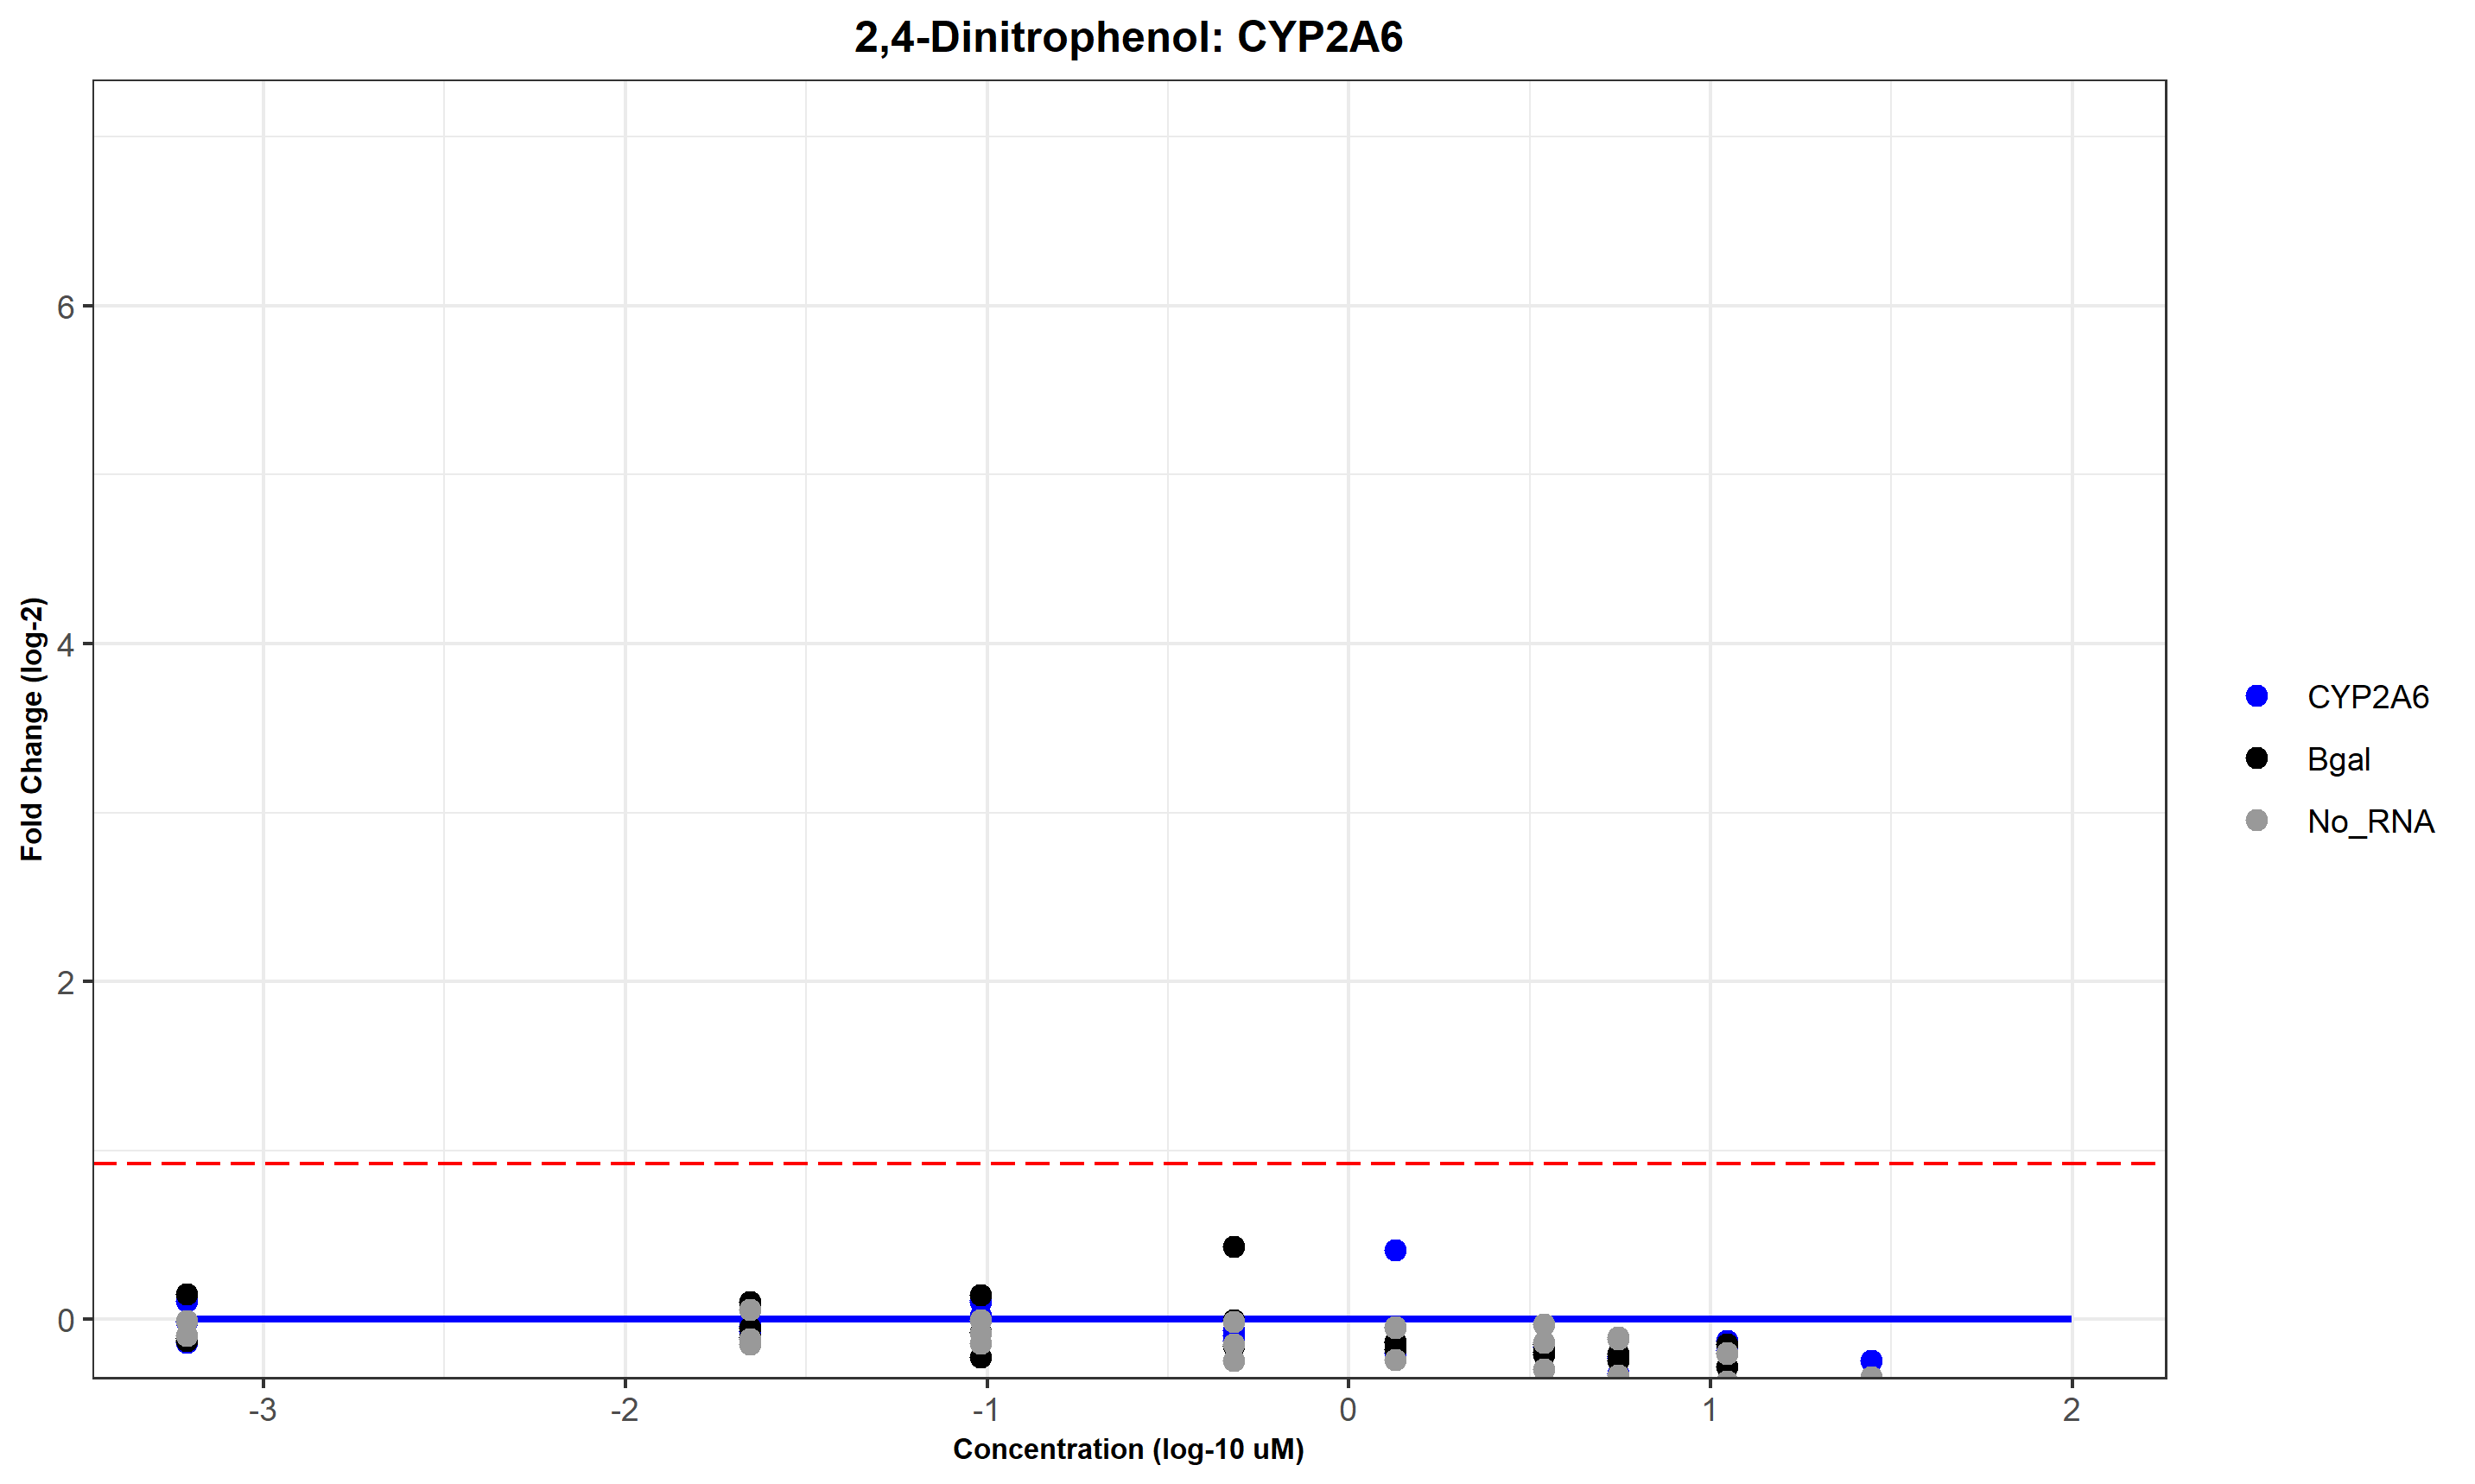 2,4-Dinitrophenol: CYP2A6
Fold Change (log-2)
6
4
2
0
-3
-2
-1
0
1
2
Concentration (log-10 uM)
CYP2A6
Bgal
No_RNA